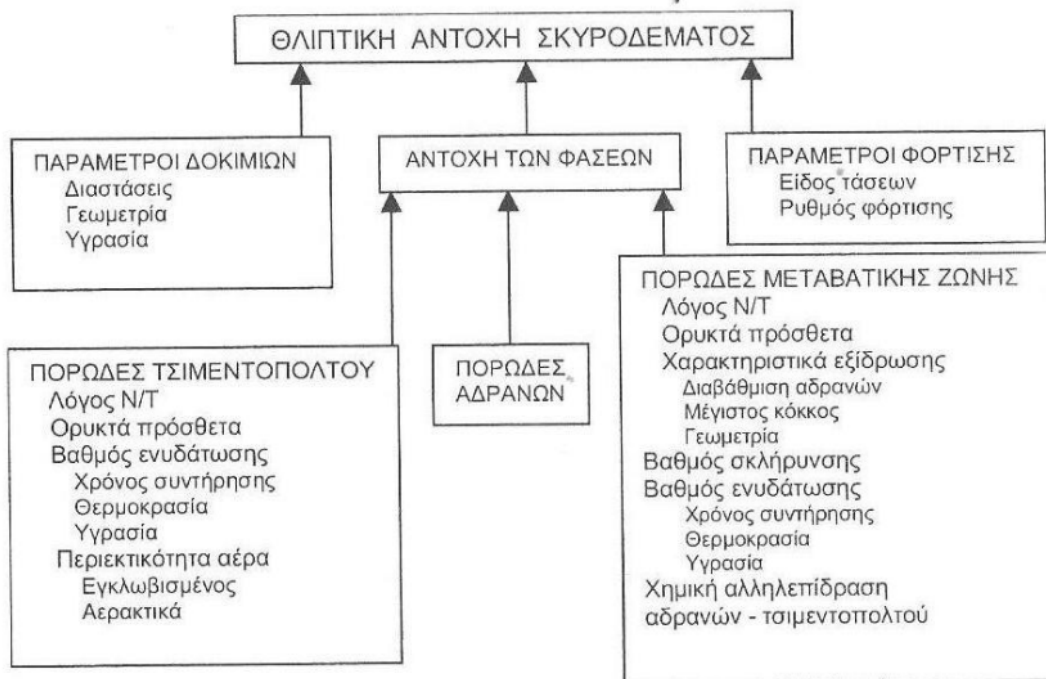 ΘΛΙΠΤΙΚΗ ΑΝΤΟΧΗ ΣΚΥΡΟΔΕΜΑΤΟΣ
ΠΑΡΑΜΕΤΡΟΙ ΔΟΚΙΜΙΩΝ
Διαστάσεις
Γεωμετρία
Υγρασία
ΑΝΤΟΧΗ ΤΩΝ ΦΑΣΕΩΝ
ΠΑΡΑΜΕΤΡΟΙ ΦΟΡΤΙΣΗΣ
Είδος τάσεων
Ρυθμός φόρτισης
ΠΟΡΩΔΕΣ ΤΣΙΜΕΝΤΟΠΟΛΤΟΥ
Λόγος Ν/Τ
Ορυκτά πρόσθετα
Βαθμός ενυδάτωσης
Χρόνος συντήρησης
Θερμοκρασία
Υγρασία
Περιεκτικότητα αέρα
Εγκλωβισμένος
Αερακτικά
ΠΟΡΩΔΕΣ
ΑΔΡΑΝΩΝ
ΠΟΡΩΔΕΣ ΜΕΤΑΒΑΤΙΚΗΣ ΖΩΝΗΣ
Λόγος Ν/Τ
Ορυκτά πρόσθετα
Χαρακτηριστικά εξίδρωσης
Διαβάθμιση αδρανών
Μέγιστος κόκκος
Γεωμετρία
Βαθμός σκλήρυνσης
Βαθμός ενυδάτωσης
Χρόνος συντήρησης
Θερμοκρασία
Υγρασία
Χημική αλληλεπίδραση
αδρανών - τσιμεντοπολτού